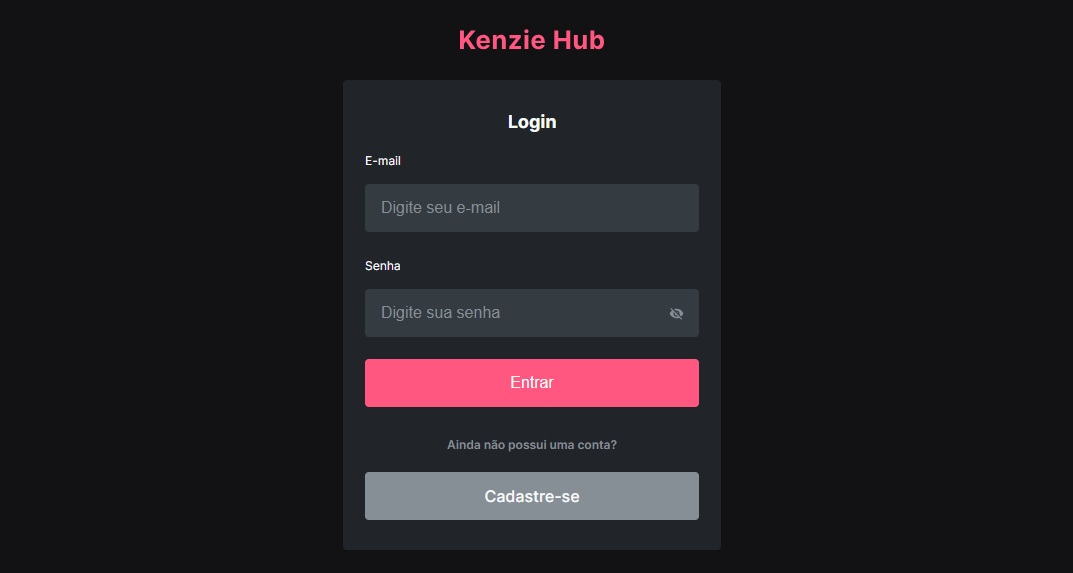 Kenzie Hub
Login
E-mail
Digite seu e-mail
Senha
Digite sua senha
Entrar
Ainda não possui uma conta?
Cadastre-se